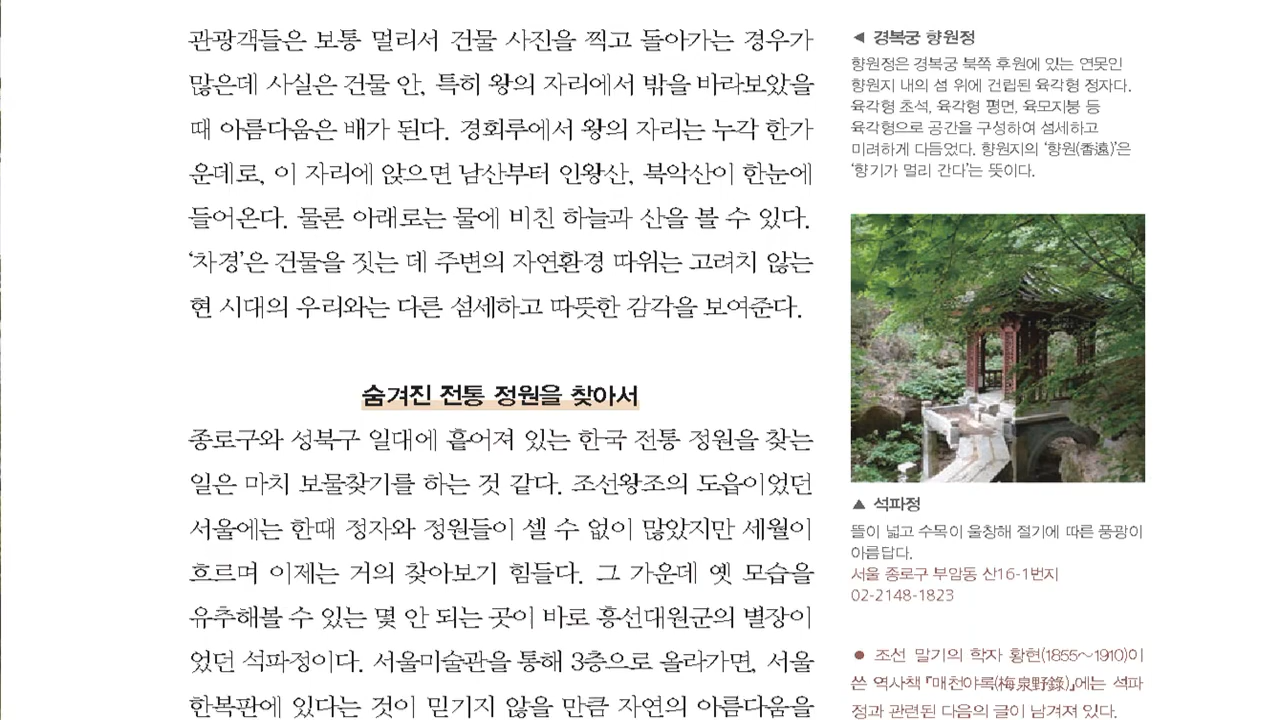 관광객들은 보통 멀리서 건물 사진을 찍고 돌아가는 경우가
많은데 사실은 건물 안, 특히 왕의 자리에서 밖을 바라보았을
때 아름다움은 배가 된다. 경회루에서 왕의 자리는 누각 한가
운데로, 이 자리에 앉으면 남산부터 인왕산, 북악산이 한눈에
들어온다. 물론 아래로는 물에 비친 하늘과 산을 볼 수 있다.
‘차경’은 건물을 짓는 데 주변의 자연환경 따위는 고려치 않는
현 시대의 우리와는 다른 섬세하고 따뜻한 감각을 보여준다.
숨겨진 전통 정원을 찾아서
종로구와 성북구 일대에 흩어져 있는 한국 전통 정원을 찾는
일은 마치 보물찾기를 하는 것 같다. 조선왕조의 도읍이었던
서울에는 한때 정자와 정원들이 셀 수 없이 많았지만 세월이
흐르며 이제는 거의 찾아보기 힘들다. 그 가운데 옛 모습을
유추해볼 수 있는 몇 안 되는 곳이 바로 흥선대원군의 별장이
었던 석파정이다. 서울미술관을 통해 3층으로 올라가면, 서울
한복판에 있다는 것이 믿기지 않을 만큼 자연의 아름다움을
◀ 경복궁 향원정
향원정은 경복궁 북쪽 후원에 있는 연못인
향원지 내의 섬 위에 건립된 육각형 정자다.
육각형 초석, 육각형 평면, 육모지붕 등
육각형으로 공간을 구성하여 섬세하고
미려하게 다듬었다. 향원지의 ‘향원(香遠)’은
‘향기가 멀리 간다’는 뜻이다.
▲ 석파정
뜰이 넓고 수목이 울창해 절기에 따른 풍광이
아름답다.
서울 종로구 부암동 산16-1번지
02-2148-1823
● 조선 말기의 학자 황현(1855~1910)이
쓴 역사책 『매천야록(梅泉野錄)』에는 석파
정과 관련된 다음의 글이 남겨져 있다.